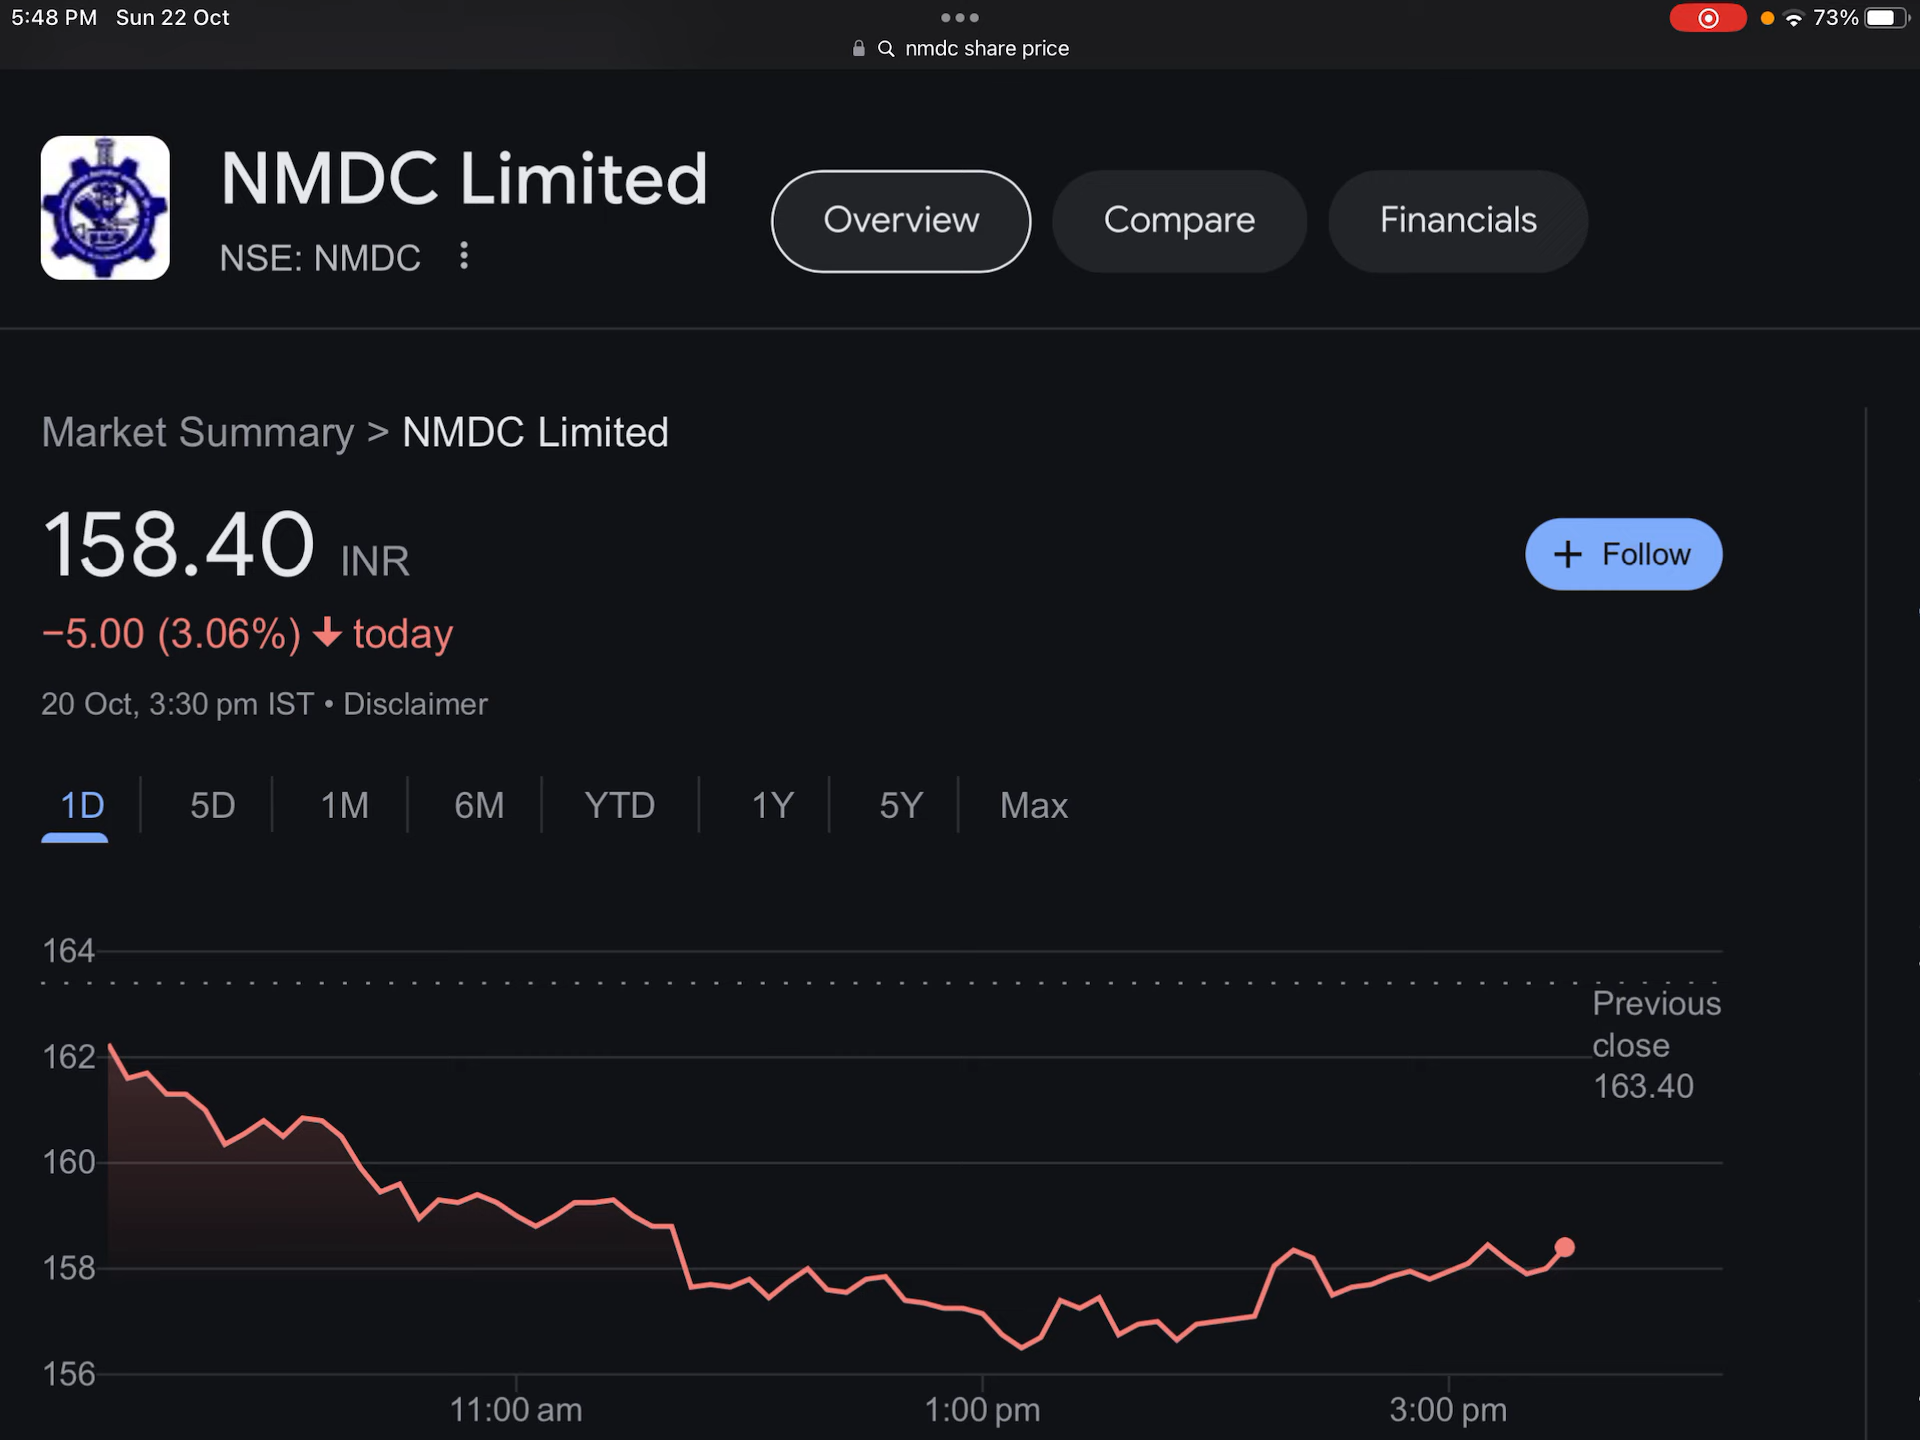 5:48 PM Sun 22 Oct
73%
nmdc share price
NMDC Limited
NSE: NMDC
Overview
Compare
Financials
Market Summary > NMDC Limited
158.40 INR
+ Follow
−5.00 (3.06%) ↓ today
20 Oct, 3:30 pm IST • Disclaimer
1D 5D 1M 6M YTD 1Y 5Y Max
164
Previous
close
163.40
162
160
158
156
11:00 am 1:00 pm 3:00 pm